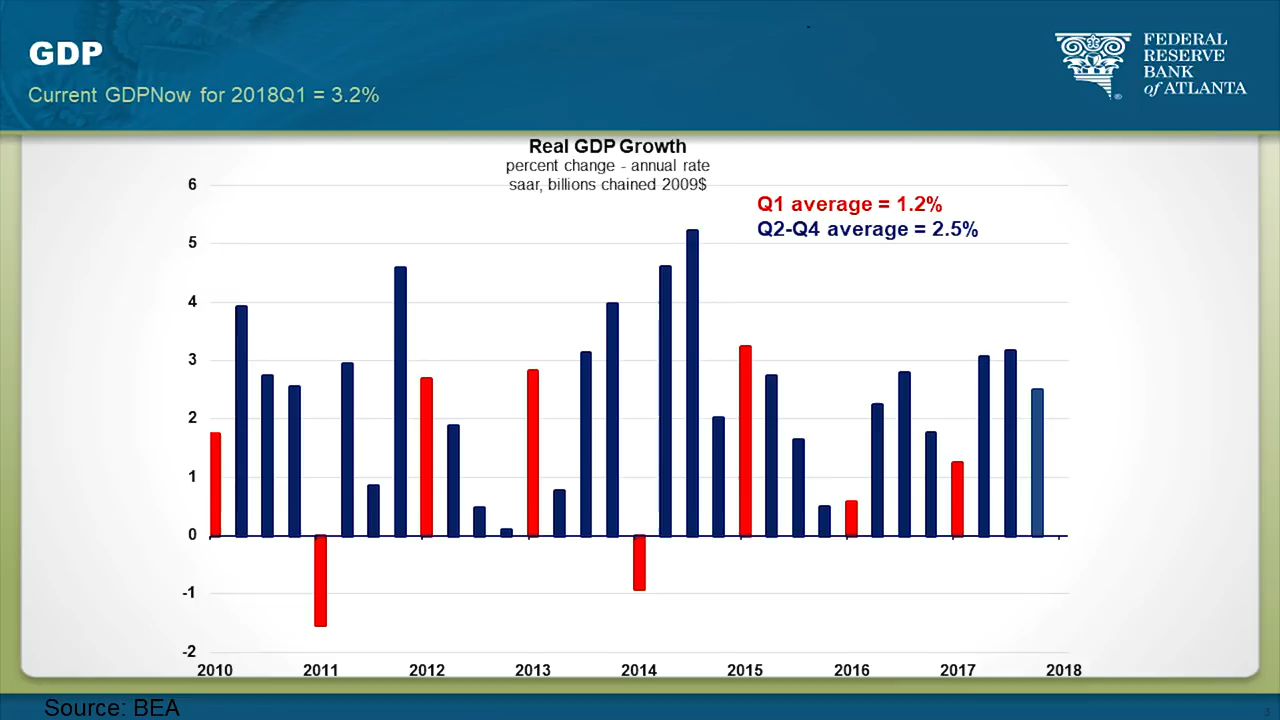 GDP
Current GDPNow for 2018Q1 = 3.2%
FEDERAL
RESERVE
BANK
of ATLANTA
®
Real GDP Growth
percent change - annual rate
saar, billions chained 2009$
Q1 average = 1.2%
Q2-Q4 average = 2.5%
6
5
4
3
2
1
0
-1
-2
2010 2011 2012 2013 2014 2015 2016 2017 2018
Source: BEA
3